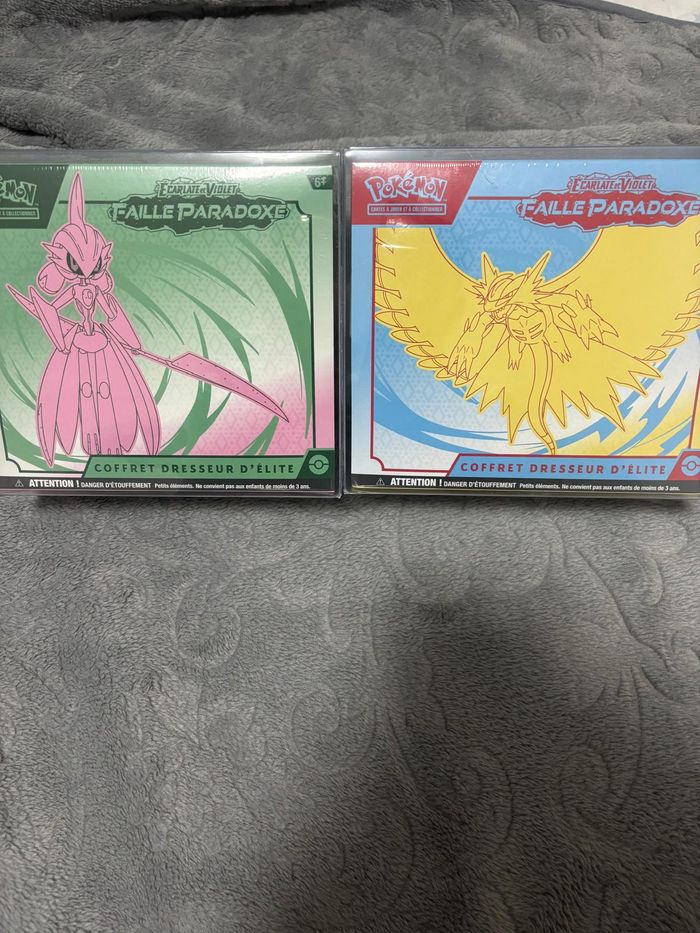 ÉCARLATE ET VIOLET
FAILLE PARADOXE
6+
COFFRET DRESSEUR D'ÉLITE
ATTENTION ! DANGER D'ÉTOUFFEMENT Petits éléments. Ne convient pas aux enfants de moins de 3 ans.
POKÉMON
CARTES À JOUER ET À COLLECTIONNER
ÉCARLATE ET VIOLET
FAILLE PARADOXE
COFFRET DRESSEUR D'ÉLITE
ATTENTION ! DANGER D'ÉTOUFFEMENT Petits éléments. Ne convient pas aux enfants de moins de 3 ans.